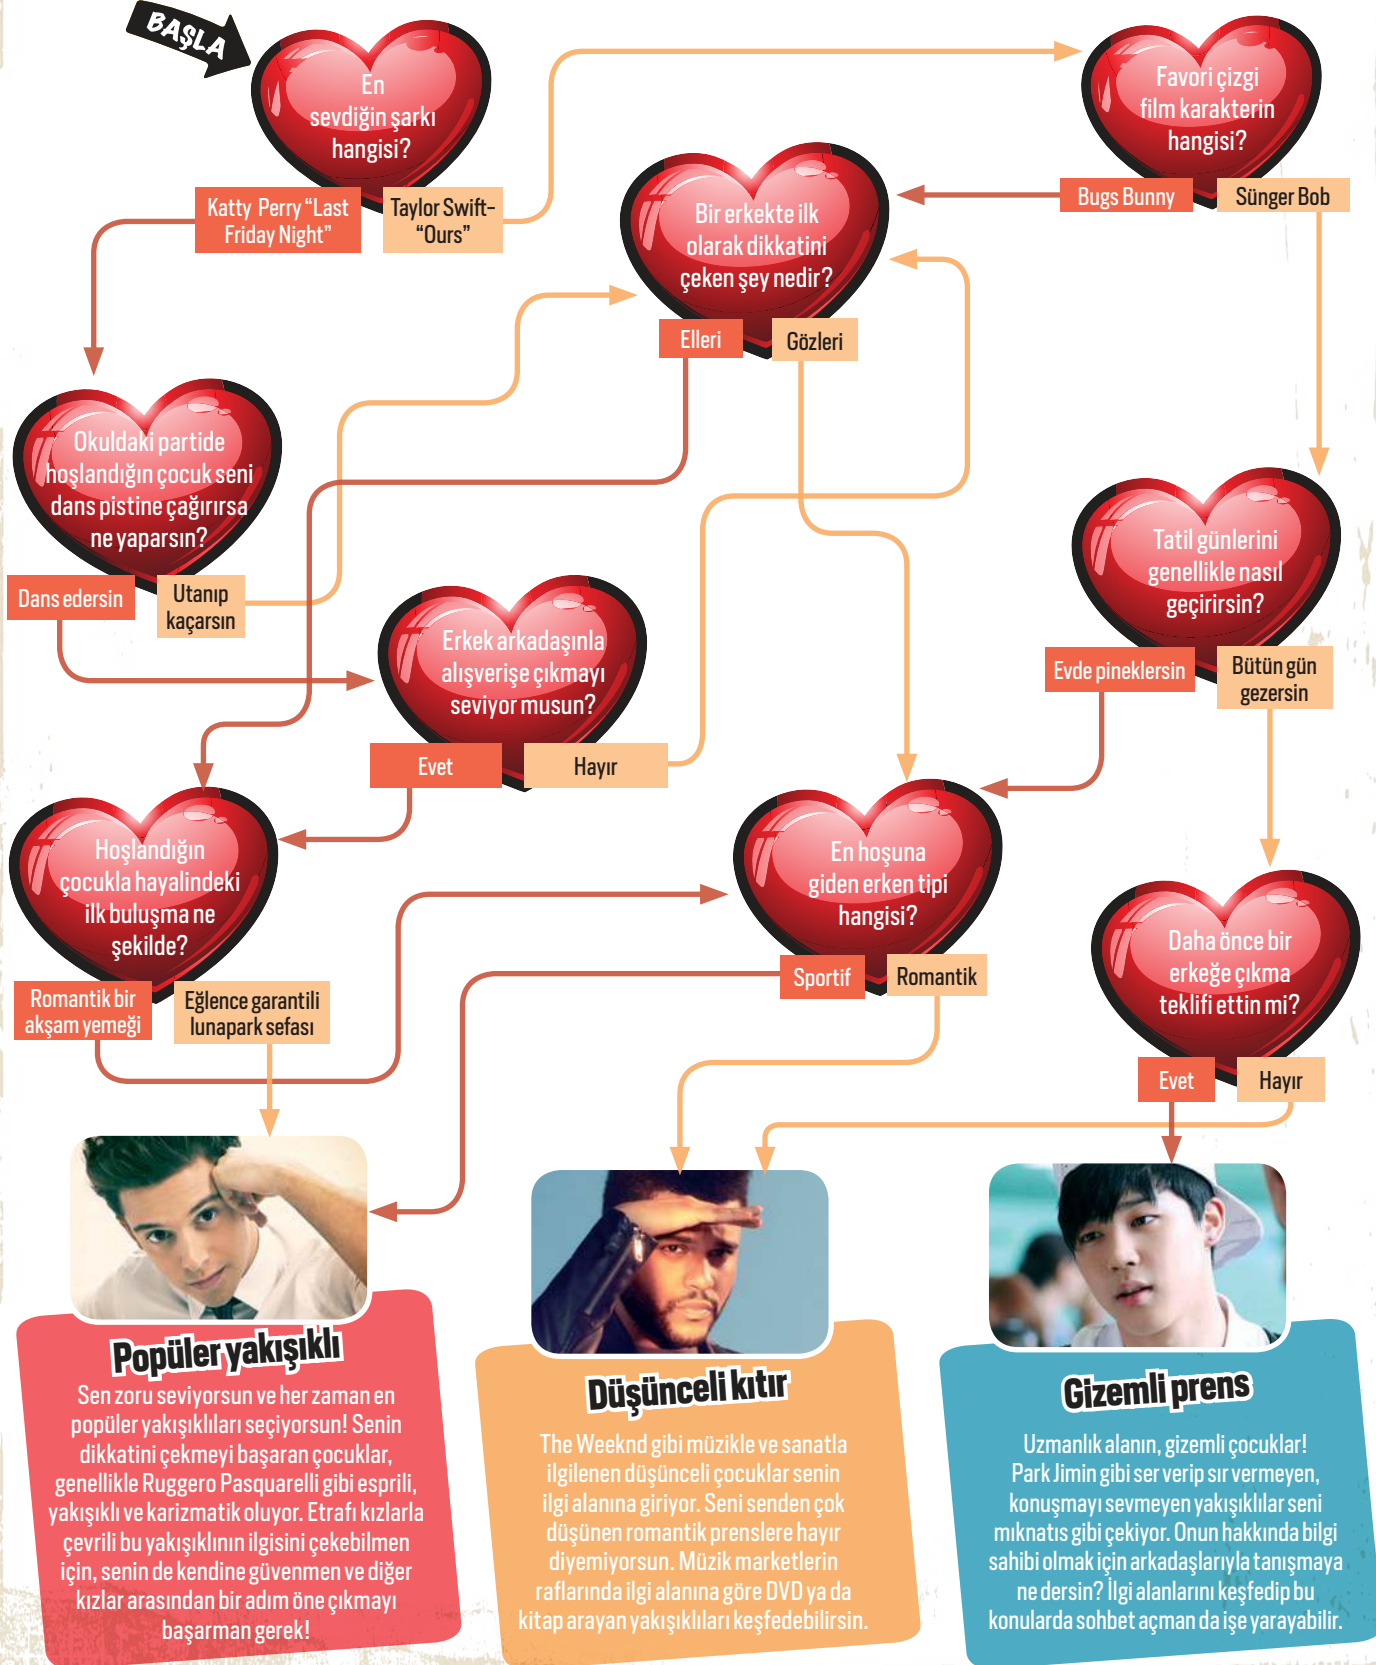 BAŞLA
En
sevdiğin şarkı
hangisi?
Katty Perry “Last
Friday Night”
Taylor Swift-
“Ours”
Favori çizgi
film karakterin
hangisi?
Bugs Bunny
Sünger Bob
Bir erkekte ilk
olarak dikkatini
çeken şey nedir?
Elleri
Gözleri
Okuldaki partide
hoşlandığın çocuk seni
dans pistine çağırırsa
ne yaparsın?
Dans edersin
Utanıp
kaçarsın
Tatil günlerini
genellikle nasıl
geçirirsin?
Evde pineklersin
Bütün gün
gezersin
Erkek arkadaşınla
alışverişe çıkmayı
seviyor musun?
Evet
Hayır
Hoşlandığın
çocukla hayalindeki
ilk buluşma ne
şekilde?
Romantik bir
akşam yemeği
Eğlence garantili
lunapark sefası
En hoşuna
giden erken tipi
hangisi?
Sportif
Romantik
Daha önce bir
erkeğe çıkma
teklifi ettin mi?
Evet
Hayır
Popüler yakışıklı
Sen zoru seviyorsun ve her zaman en
popüler yakışıklıları seçiyorsun! Senin
dikkatini çekmeyi başaran çocuklar,
genellikle Ruggero Pasquarelli gibi esprili,
yakışıklı ve karizmatik oluyor. Etrafı kızlarla
çevrili bu yakışıklının ilgisini çekebilmen
için, senin de kendine güvenmen ve diğer
kızlar arasından bir adım öne çıkmayı
başarman gerek!
Düşünceli kıtır
The Weeknd gibi müzikle ve sanatla
ilgilenen düşünceli çocuklar senin
ilgi alanına giriyor. Seni senden çok
düşünen romantik prenslere hayır
diyemiyorsun. Müzik marketlerin
raflarında ilgi alanına göre DVD ya da
kitap arayan yakışıklıları keşfedebilirsin.
Gizemli prens
Uzmanlık alanın, gizemli çocuklar!
Park Jimin gibi ser verip sır vermeyen,
konuşmayı sevmeyen yakışıklılar seni
mıknatıs gibi çekiyor. Onun hakkında bilgi
sahibi olmak için arkadaşlarıyla tanışmaya
ne dersin? İlgi alanlarını keşfedip bu
konularda sohbet açman da işe yarayabilir.